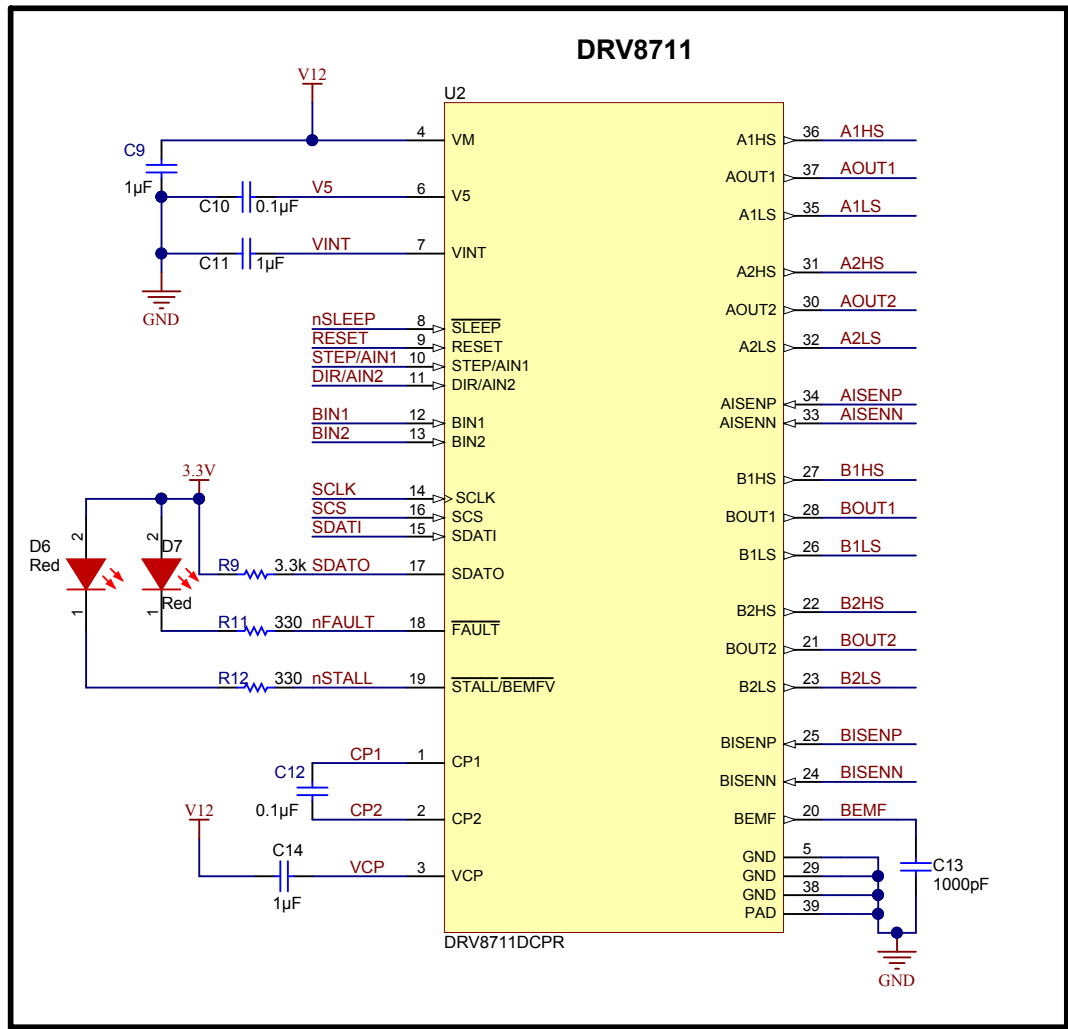 DRV8711
V12
U2
4 VM
C9
1µF
C10 0.1µF V5 6 V5
C11 1µF VINT 7 VINT
GND
nSLEEP 8 SLEEP
RESET 9 RESET
STEP/AIN1 10 STEP/AIN1
DIR/AIN2 11 DIR/AIN2
BIN1 12 BIN1
BIN2 13 BIN2
3.3V
SCLK 14 SCLK
SCS 16 SCS
SDATI 15 SDATI
D6
Red
2
1
D7
Red
2
1
R9 3.3k SDATO 17 SDATO
R11 330 nFAULT 18 FAULT
R12 330 nSTALL 19 STALL/BEMFV
CP1 1 CP1
C12
0.1µF
CP2 2 CP2
V12
C14
1µF
VCP 3 VCP
A1HS 36 A1HS
AOUT1 37 AOUT1
A1LS 35 A1LS
A2HS 31 A2HS
AOUT2 30 AOUT2
A2LS 32 A2LS
AISENP 34 AISENP
AISENN 33 AISENN
B1HS 27 B1HS
BOUT1 28 BOUT1
B1LS 26 B1LS
B2HS 22 B2HS
BOUT2 21 BOUT2
B2LS 23 B2LS
BISENP 25 BISENP
BISENN 24 BISENN
BEMF 20 BEMF
GND 5
GND 29
GND 38
PAD 39
C13
1000pF
GND
DRV8711DCPR